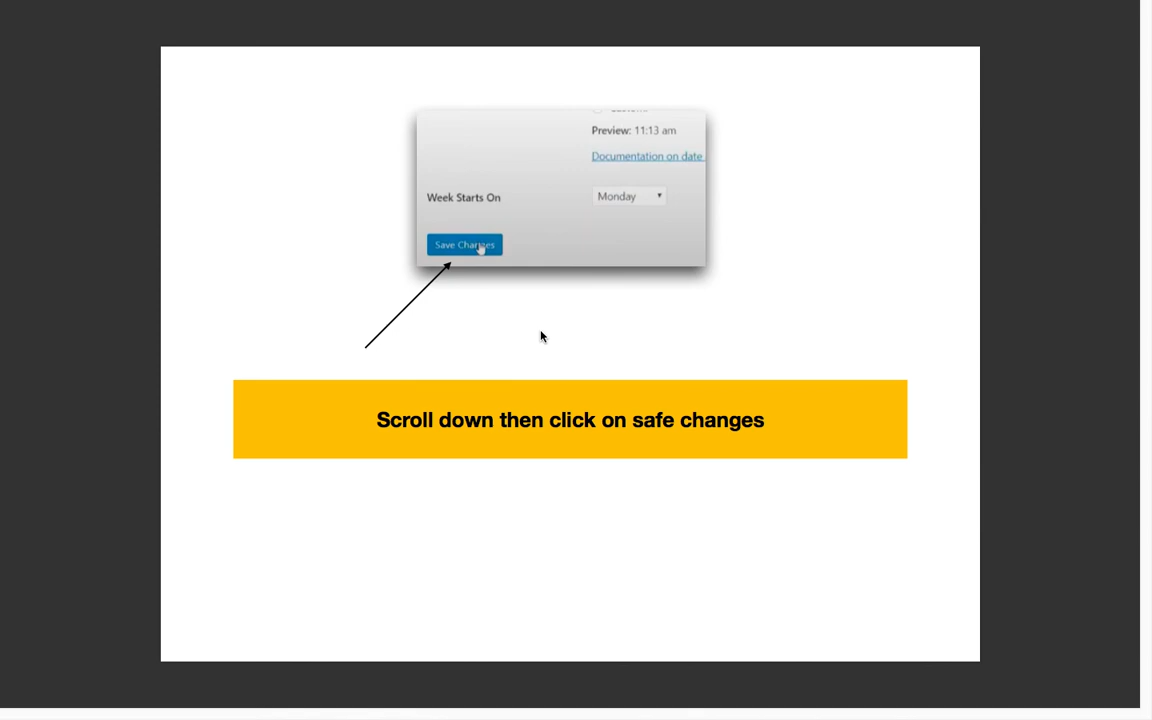 Preview: 11:13 am
Documentation on date
Week Starts On
Monday
Save Changes
Scroll down then click on safe changes